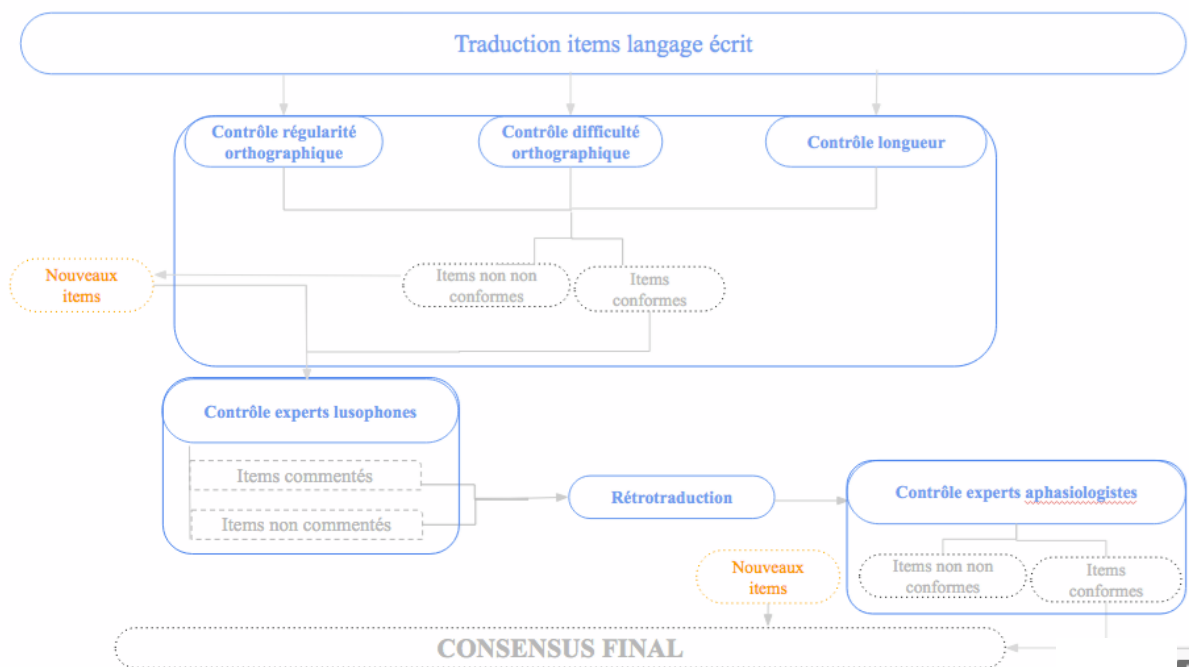 Traduction items langage écrit
Contrôle régularité
orthographique
Contrôle difficulté
orthographique
Contrôle longueur
Nouveaux
items
Items non non
conformes
Items
conformes
Contrôle experts lusophones
Items commentés
Items non commentés
Rétrotraduction
Contrôle experts aphasiologistes
Items non non
conformes
Items
conformes
Nouveaux
items
CONSENSUS FINAL